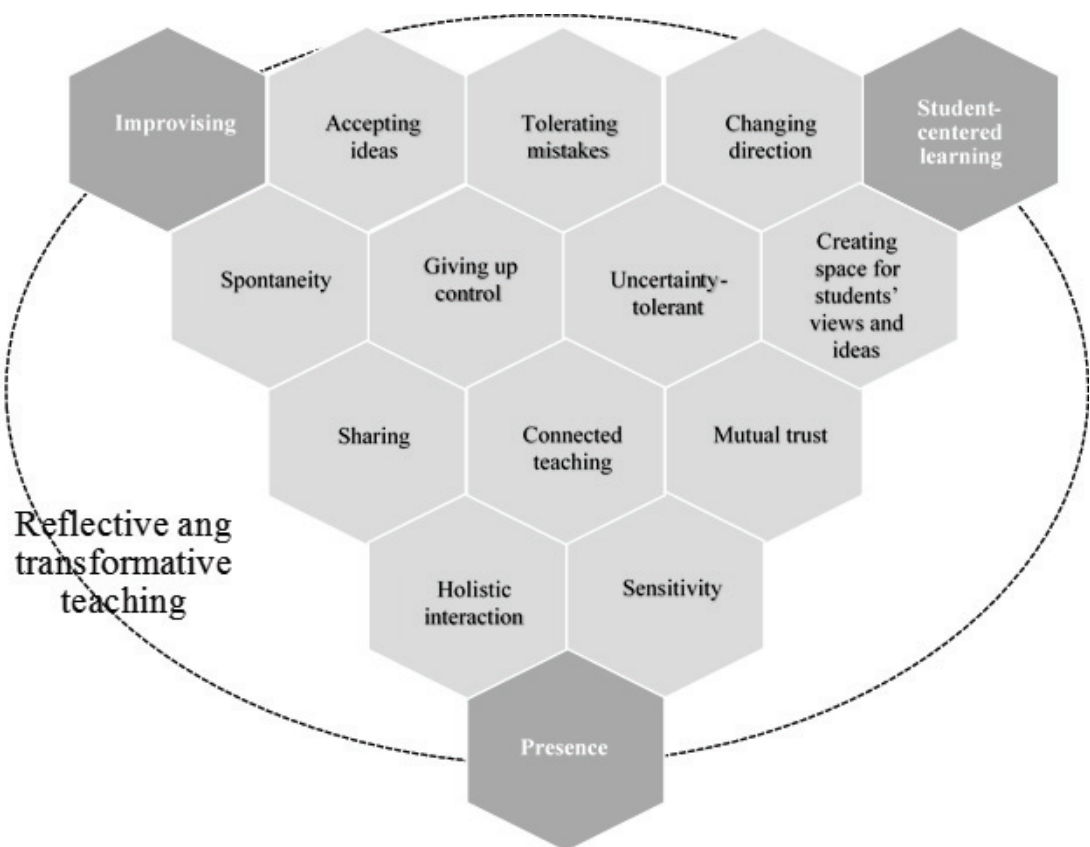 Improvising
Accepting
ideas
Tolerating
mistakes
Changing
direction
Student-
centered
learning
Spontaneity
Giving up
control
Uncertainty-
tolerant
Creating
space for
students’
views and
ideas
Sharing
Connected
teaching
Mutual trust
Reflective ang
transformative
teaching
Holistic
interaction
Sensitivity
Presence